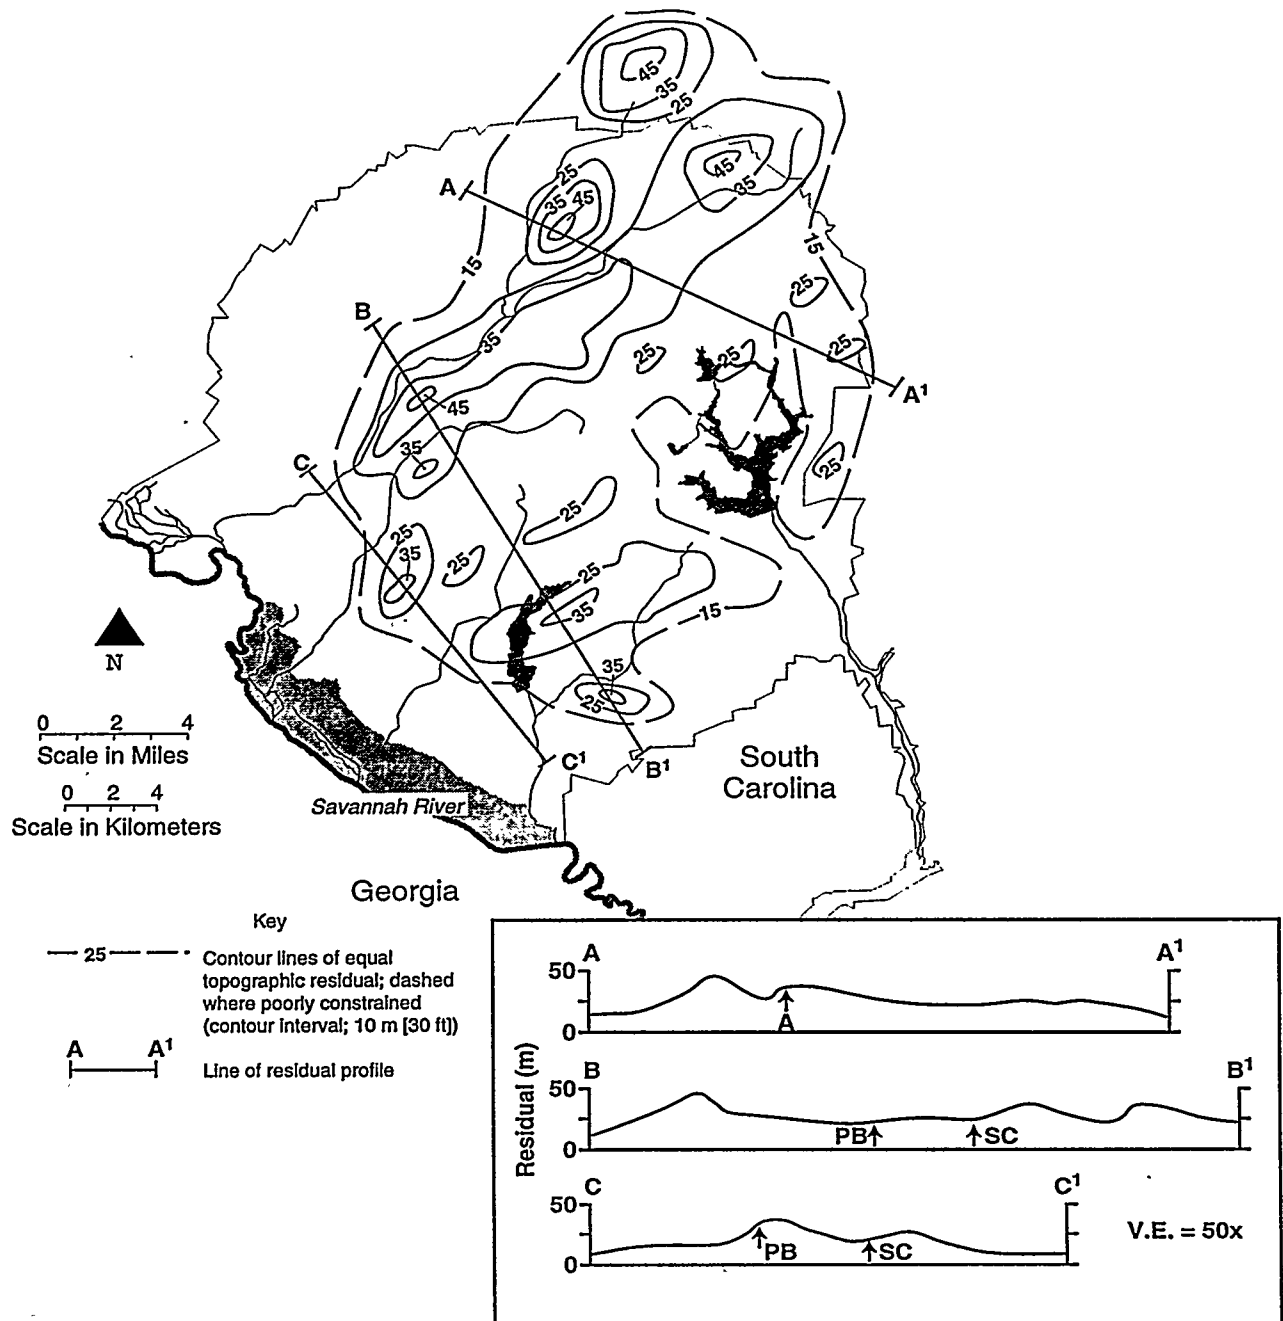 45
35
25
45
35
25
35 45
A
15
15
25
B
35
25
25
25
A¹
45
35
C
25
25
25
35
25
25
35
15
35
25
N
0 2 4
Scale in Miles
0 2 4
Scale in Kilometers
C¹
B¹
South
Carolina
Savannah River
Georgia
Key
25
Contour lines of equal
topographic residual; dashed
where poorly constrained
(contour interval; 10 m [30 ft])
A A¹
Line of residual profile
Residual (m)
A A¹
50
0
A
B B¹
50
0
PB SC
C C¹
50
0
PB SC
V.E. = 50x